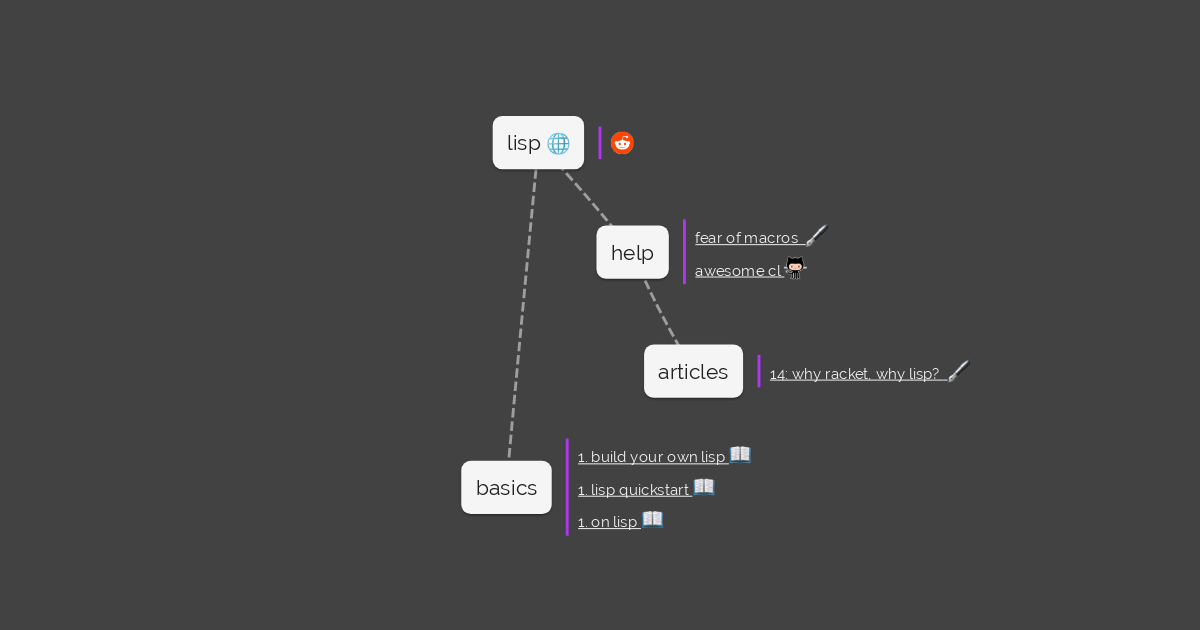 lisp
help
fear of macros
awesome cl
articles
14: why racket, why lisp?
basics
1. build your own lisp
1. lisp quickstart
1. on lisp